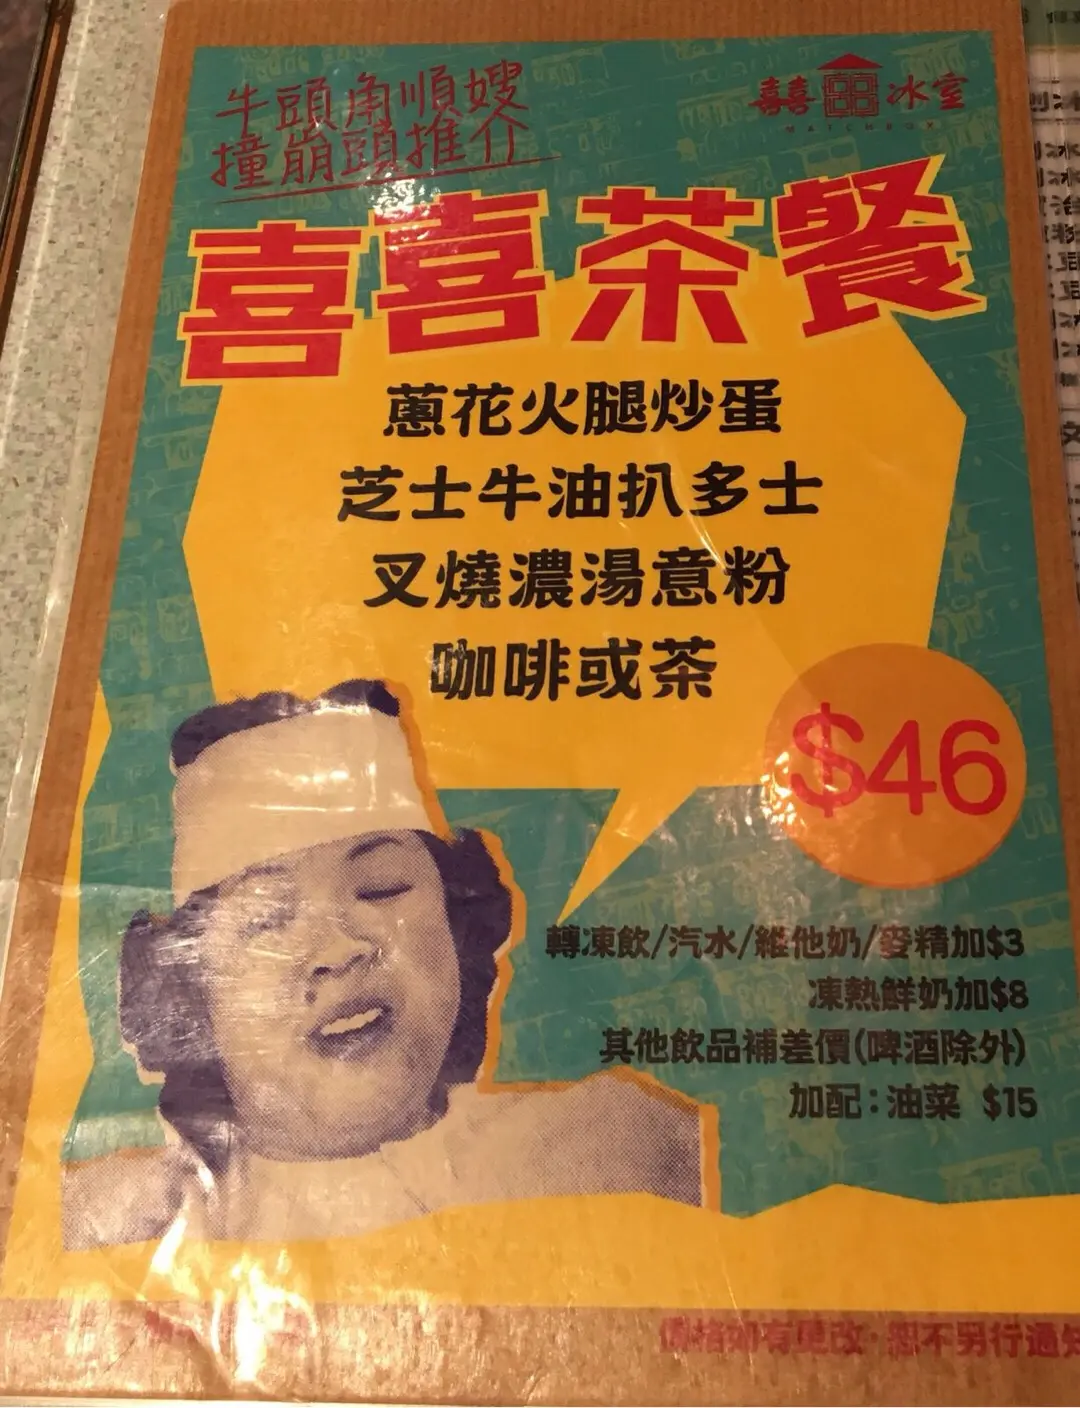 牛頭角順嫂
撞崩頭推介
囍囍冰室
MATCHBOX
喜喜茶餐
蔥花火腿炒蛋
芝士牛油扒多士
叉燒濃湯意粉
咖啡或茶
$46
轉凍飲/汽水/維他奶/麥精加$3
凍熱鮮奶加$8
其他飲品補差價(啤酒除外)
加配：油菜 $15
價格如有更改，恕不另行通知